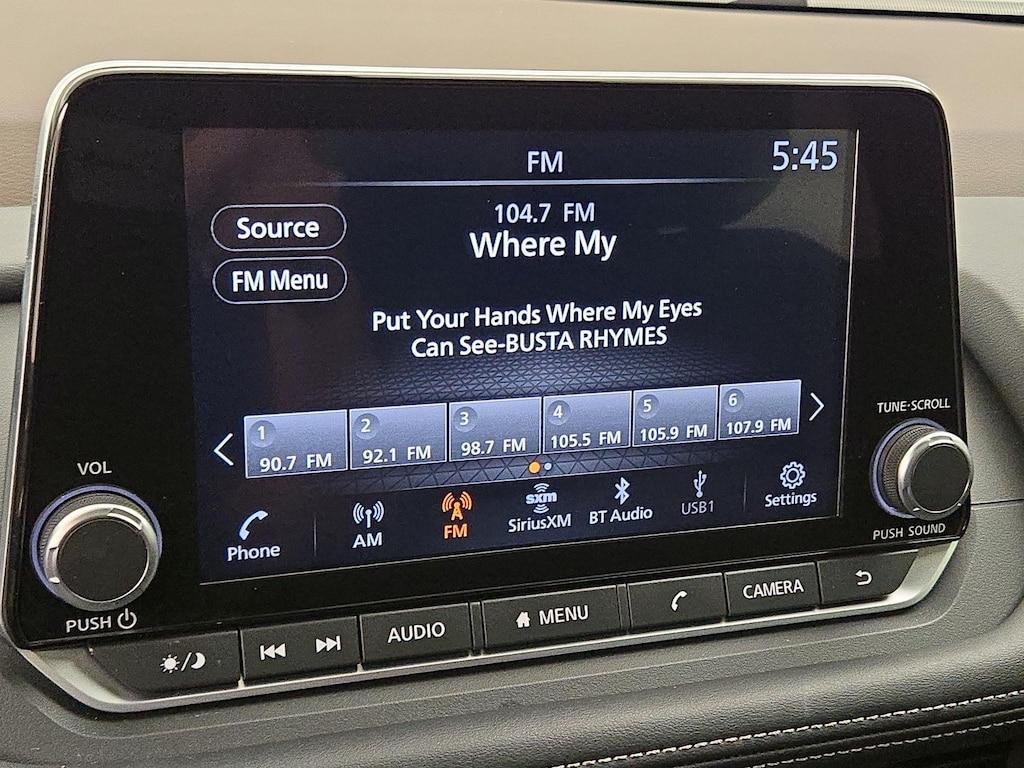 FM
5:45
Source
104.7 FM
Where My
FM Menu
Put Your Hands Where My Eyes
Can See-BUSTA RHYMES
1
90.7 FM
2
92.1 FM
3
98.7 FM
4
105.5 FM
5
105.9 FM
6
107.9 FM
TUNE·SCROLL
VOL
Phone
AM
FM
sxm
SiriusXM
BT Audio
USB1
Settings
PUSH SOUND
PUSH
AUDIO
MENU
CAMERA